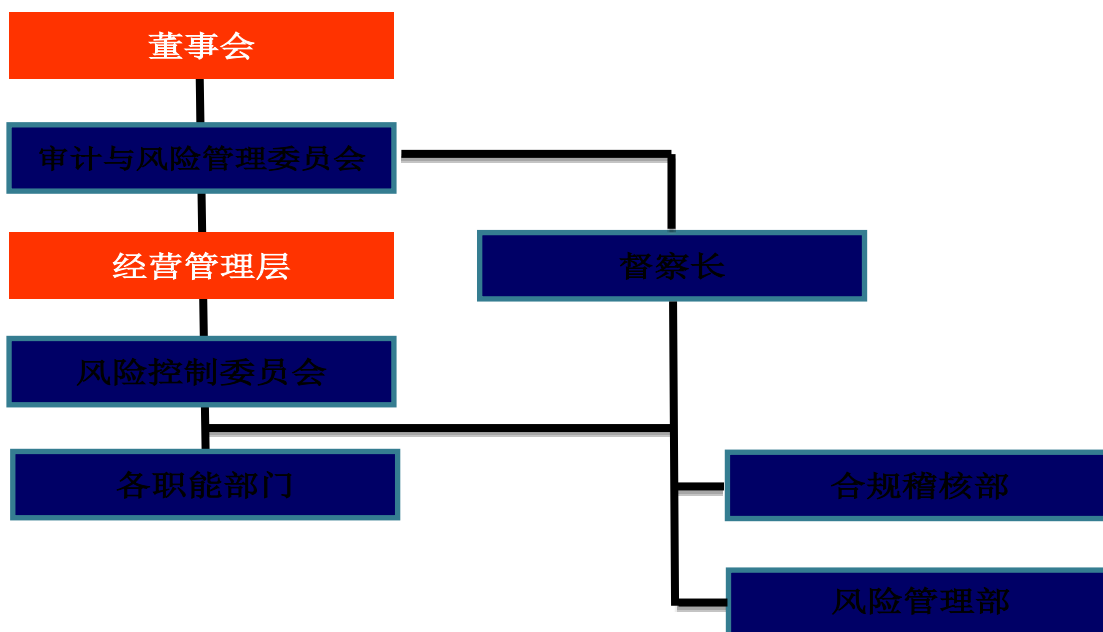 董事会
审计与风险管理委员会
经营管理层
督察长
风险控制委员会
各职能部门
合规稽核部
风险管理部